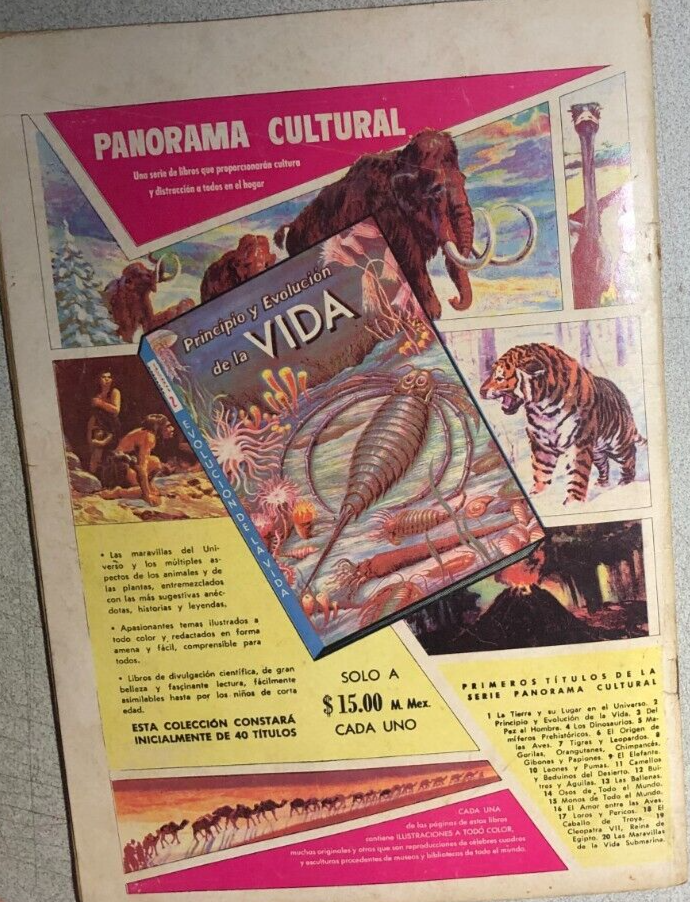 PANORAMA CULTURAL
Una serie de libros que proporcionarán cultura
y distracción a todos en el hogar
Principio y Evolución
de la VIDA
2
EVOLUCION DE LA VIDA
• Las maravillas del Uni-
verso y los múltiples as-
pectos de los animales y de
las plantas, entremezclados
con las más sugestivas anéc-
dotas, historias y leyendas,
• Apasionantes temas ilustrados a
todo color y redactados en forma
amena y fácil, comprensible para
todos.
• Libros de divulgación científica, de gran
belleza y fascinante lectura, fácilmente
asimilables hasta por los niños de corta
edad.
ESTA COLECCIÓN CONSTARÁ
INICIALMENTE DE 40 TÍTULOS
SOLO A
$ 15.00 M. Mex.
CADA UNO
PRIMEROS TÍTULOS DE LA
SERIE PANORAMA CULTURAL
1 La Tierra y su Lugar en el Universo. 2
Principio y Evolución de la Vida. 3 Del
Pez al Hombre. 4 Los Dinosaurios. 5 Ma-
míferos Prehistóricos. 6 El Origen de
las Aves. 7 Tigres y Leopardos. 8
Gorilas, Orangutanes, Chimpancés,
Gibones y Papiones. 9 El Elefante.
10 Leones y Pumas. 11 Camellos
y Beduinos del Desierto. 12 Bui-
tres y Águilas. 13 Las Ballenas.
14 Osos de Todo el Mundo.
15 Monos de Todo el Mundo.
16 El Amor entre las Aves.
17 Loros y Pericos. 18 El
Caballo de Troya. 19
Cleopatra VII, Reina de
Egipto. 20 Las Maravillas
de la Vida Submarina.
CADA UNA
de las páginas de estos libros
contiene ILUSTRACIONES A TODO COLOR,
muchas originales y otras que son reproducciones de célebres cuadros
y esculturas procedentes de museos y bibliotecas de todo el mundo.